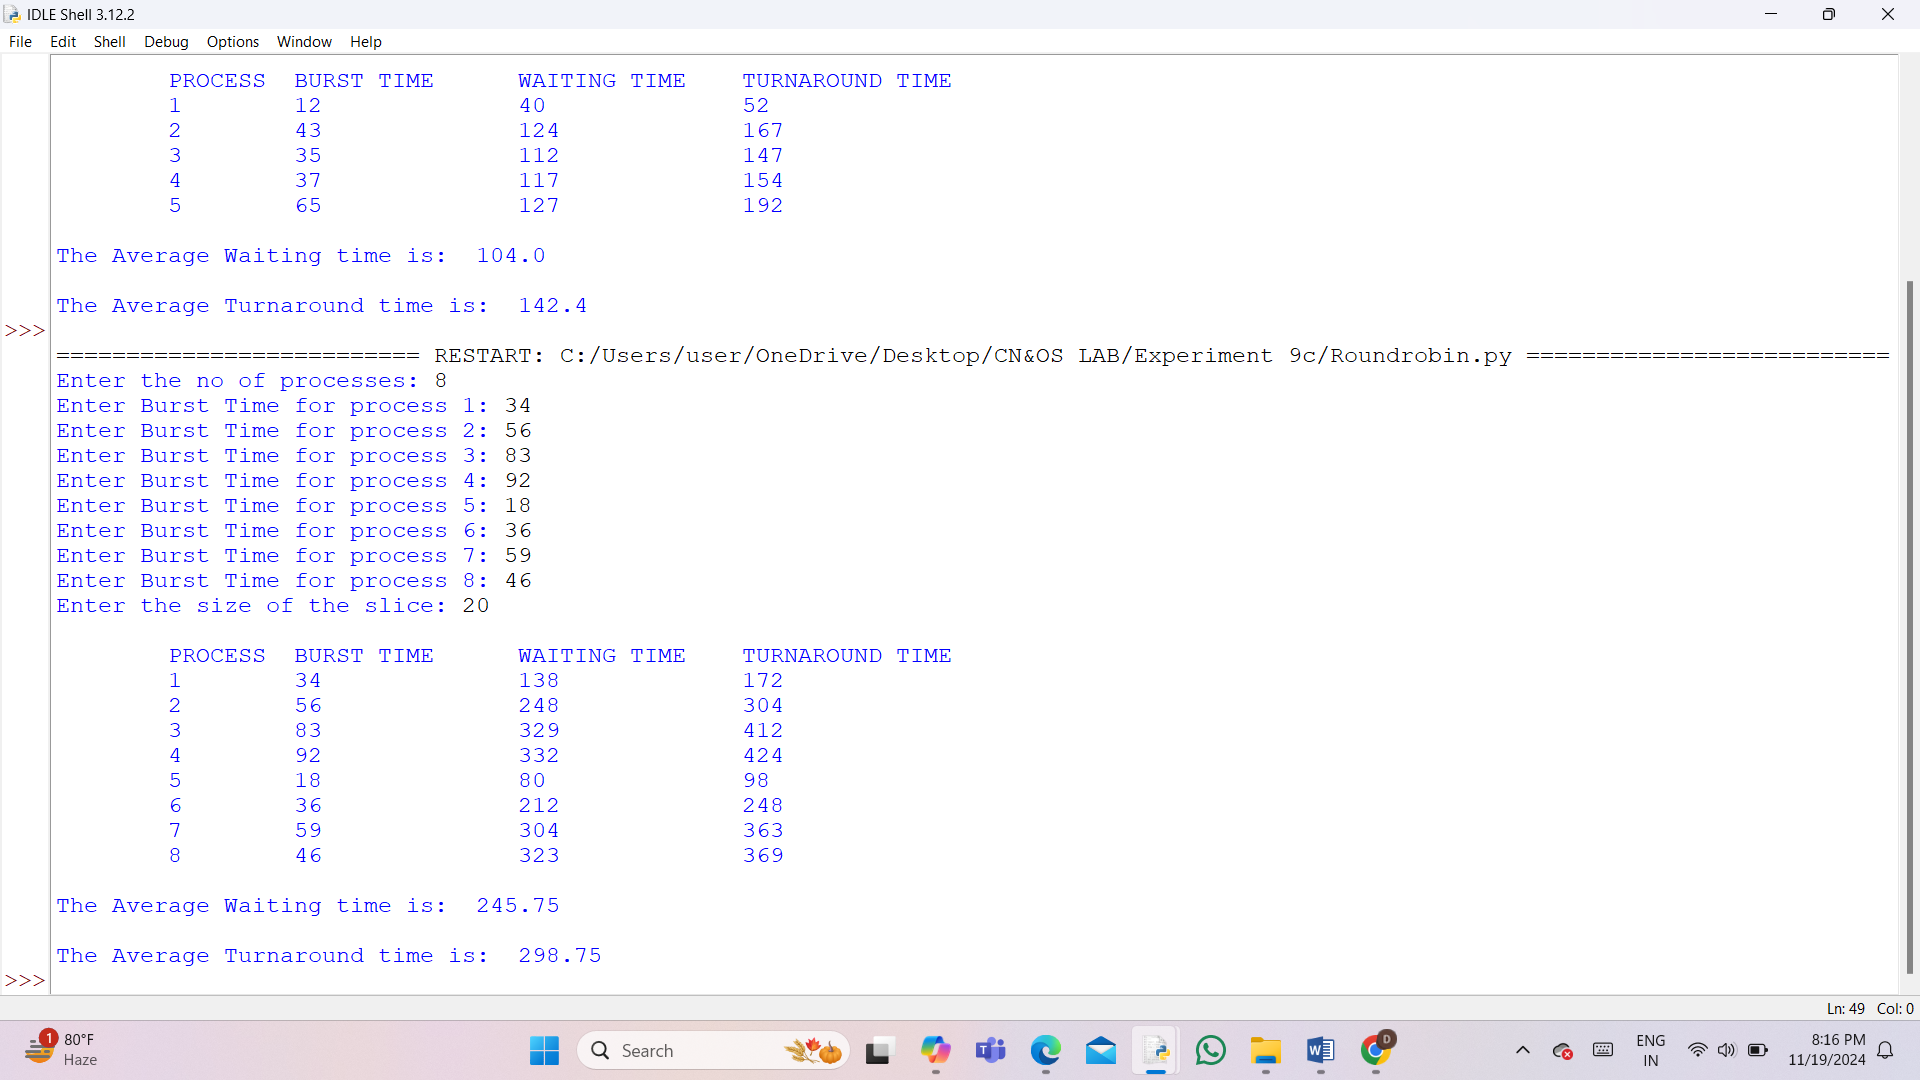 IDLE Shell 3.12.2
File Edit Shell Debug Options Window Help
PROCESS BURST TIME WAITING TIME TURNAROUND TIME
1 12 40 52
2 43 124 167
3 35 112 147
4 37 117 154
5 65 127 192
The Average Waiting time is: 104.0
The Average Turnaround time is: 142.4
>>>
========================== RESTART: C:/Users/user/OneDrive/Desktop/CN&OS LAB/Experiment 9c/Roundrobin.py ==========================
Enter the no of processes: 8
Enter Burst Time for process 1: 34
Enter Burst Time for process 2: 56
Enter Burst Time for process 3: 83
Enter Burst Time for process 4: 92
Enter Burst Time for process 5: 18
Enter Burst Time for process 6: 36
Enter Burst Time for process 7: 59
Enter Burst Time for process 8: 46
Enter the size of the slice: 20
PROCESS BURST TIME WAITING TIME TURNAROUND TIME
1 34 138 172
2 56 248 304
3 83 329 412
4 92 332 424
5 18 80 98
6 36 212 248
7 59 304 363
8 46 323 369
The Average Waiting time is: 245.75
The Average Turnaround time is: 298.75
>>>
Ln: 49 Col: 0
1 80°F
Haze
Search
D
ENG
IN
8:16 PM
11/19/2024